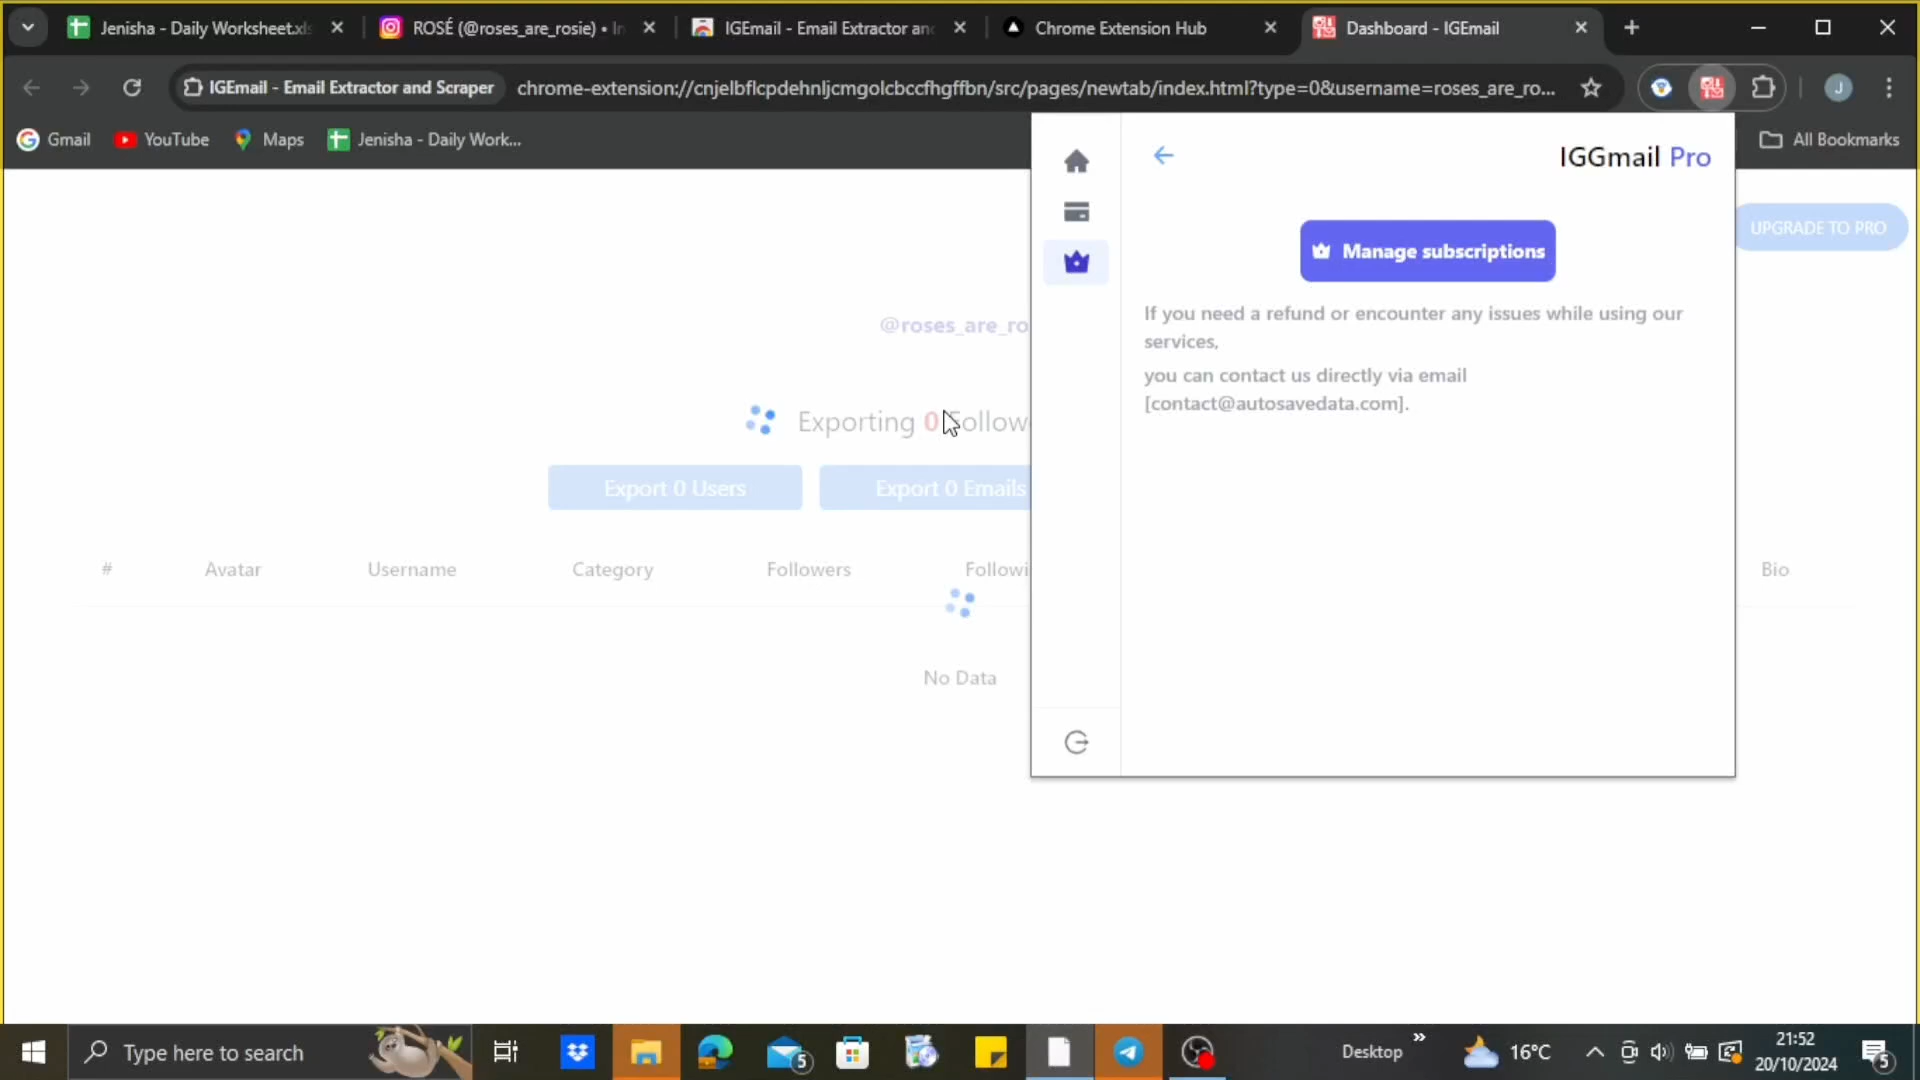 Jenisha - Daily Worksheet.xls
ROSÉ (@roses_are_rosie) • In
IGEmail - Email Extractor and
Chrome Extension Hub
Dashboard - IGEmail
IGEmail - Email Extractor and Scraper
chrome-extension://cnjelbflcpdehnljcmgolcbccfhgffbn/src/pages/newtab/index.html?type=0&username=roses_are_ro...
J
Gmail
YouTube
Maps
Jenisha - Daily Work...
All Bookmarks
IGGmail Pro
UPGRADE TO PRO
Manage subscriptions
If you need a refund or encounter any issues while using our
services,
you can contact us directly via email
[contact@autosavedata.com].
@roses_are_ro
Exporting 0 Followe
Export 0 Users
Export 0 Emails
#
Avatar
Username
Category
Followers
Followi
Bio
No Data
Type here to search
5
Desktop
16°C
21:52
20/10/2024
5